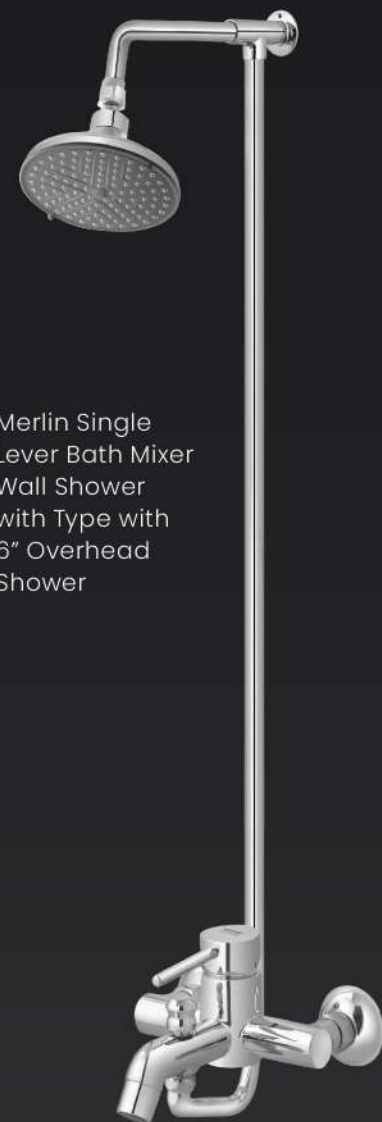 Merlin Single
Lever Bath Mixer
Wall Shower
with Type with
6” Overhead
Shower